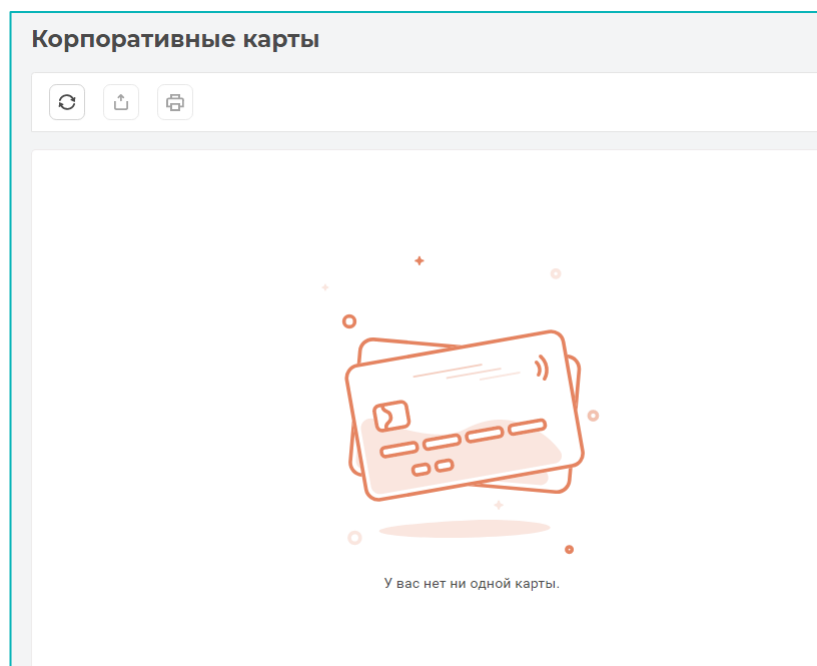 Корпоративные карты
У вас нет ни одной карты.